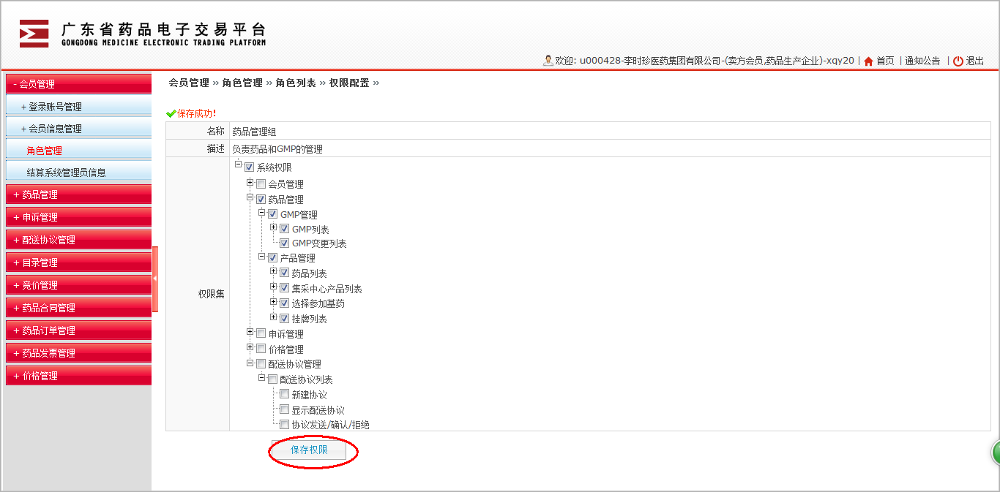 广东省药品电子交易平台
GONGDONG MEDICINE ELECTRONIC TRADING PLATFORM
欢迎: u000428-李时珍医药集团有限公司-(卖方会员,药品生产企业)-xqy20 | 首页 | 通知公告 | 退出
- 会员管理
+ 登录账号管理
+ 会员信息管理
角色管理
结算系统管理员信息
+ 药品管理
+ 申诉管理
+ 配送协议管理
+ 目录管理
+ 竞价管理
+ 药品合同管理
+ 药品订单管理
+ 药品发票管理
+ 价格管理
会员管理 » 角色管理 » 角色列表 » 权限配置 »
保存成功!
名称 药品管理组
描述 负责药品和GMP的管理
权限集
系统权限
会员管理
药品管理
GMP管理
GMP列表
GMP变更列表
产品管理
药品列表
集采中心产品列表
选择参加基药
挂牌列表
申诉管理
价格管理
配送协议管理
配送协议列表
新建协议
显示配送协议
协议发送/确认/拒绝
保存权限